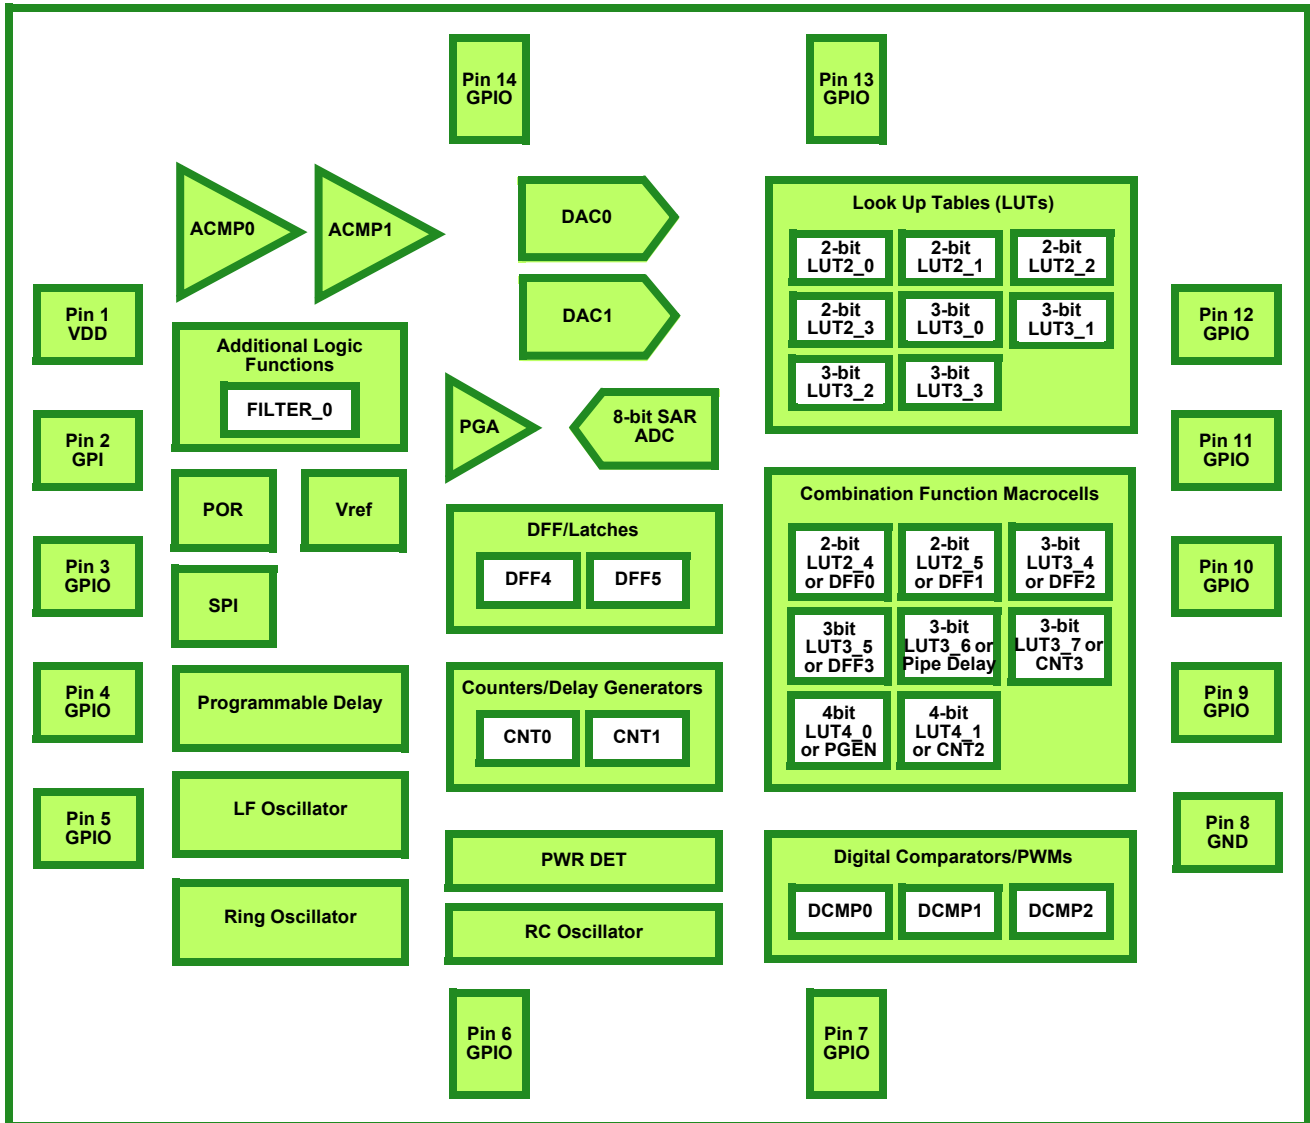 Pin 14
GPIO
Pin 13
GPIO
ACMP0
ACMP1
DAC0
DAC1
Look Up Tables (LUTs)
2-bit
LUT2_0
2-bit
LUT2_1
2-bit
LUT2_2
2-bit
LUT2_3
3-bit
LUT3_0
3-bit
LUT3_1
3-bit
LUT3_2
3-bit
LUT3_3
Pin 1
VDD
Pin 2
GPI
Pin 3
GPIO
Pin 4
GPIO
Pin 5
GPIO
Additional Logic
Functions
FILTER_0
PGA
8-bit SAR
ADC
POR
Vref
SPI
DFF/Latches
DFF4
DFF5
Combination Function Macrocells
2-bit
LUT2_4
or DFF0
2-bit
LUT2_5
or DFF1
3-bit
LUT3_4
or DFF2
3bit
LUT3_5
or DFF3
3-bit
LUT3_6 or
Pipe Delay
3-bit
LUT3_7 or
CNT3
4bit
LUT4_0
or PGEN
4-bit
LUT4_1
or CNT2
Programmable Delay
Counters/Delay Generators
CNT0
CNT1
LF Oscillator
Ring Oscillator
PWR DET
RC Oscillator
Digital Comparators/PWMs
DCMP0
DCMP1
DCMP2
Pin 12
GPIO
Pin 11
GPIO
Pin 10
GPIO
Pin 9
GPIO
Pin 8
GND
Pin 6
GPIO
Pin 7
GPIO